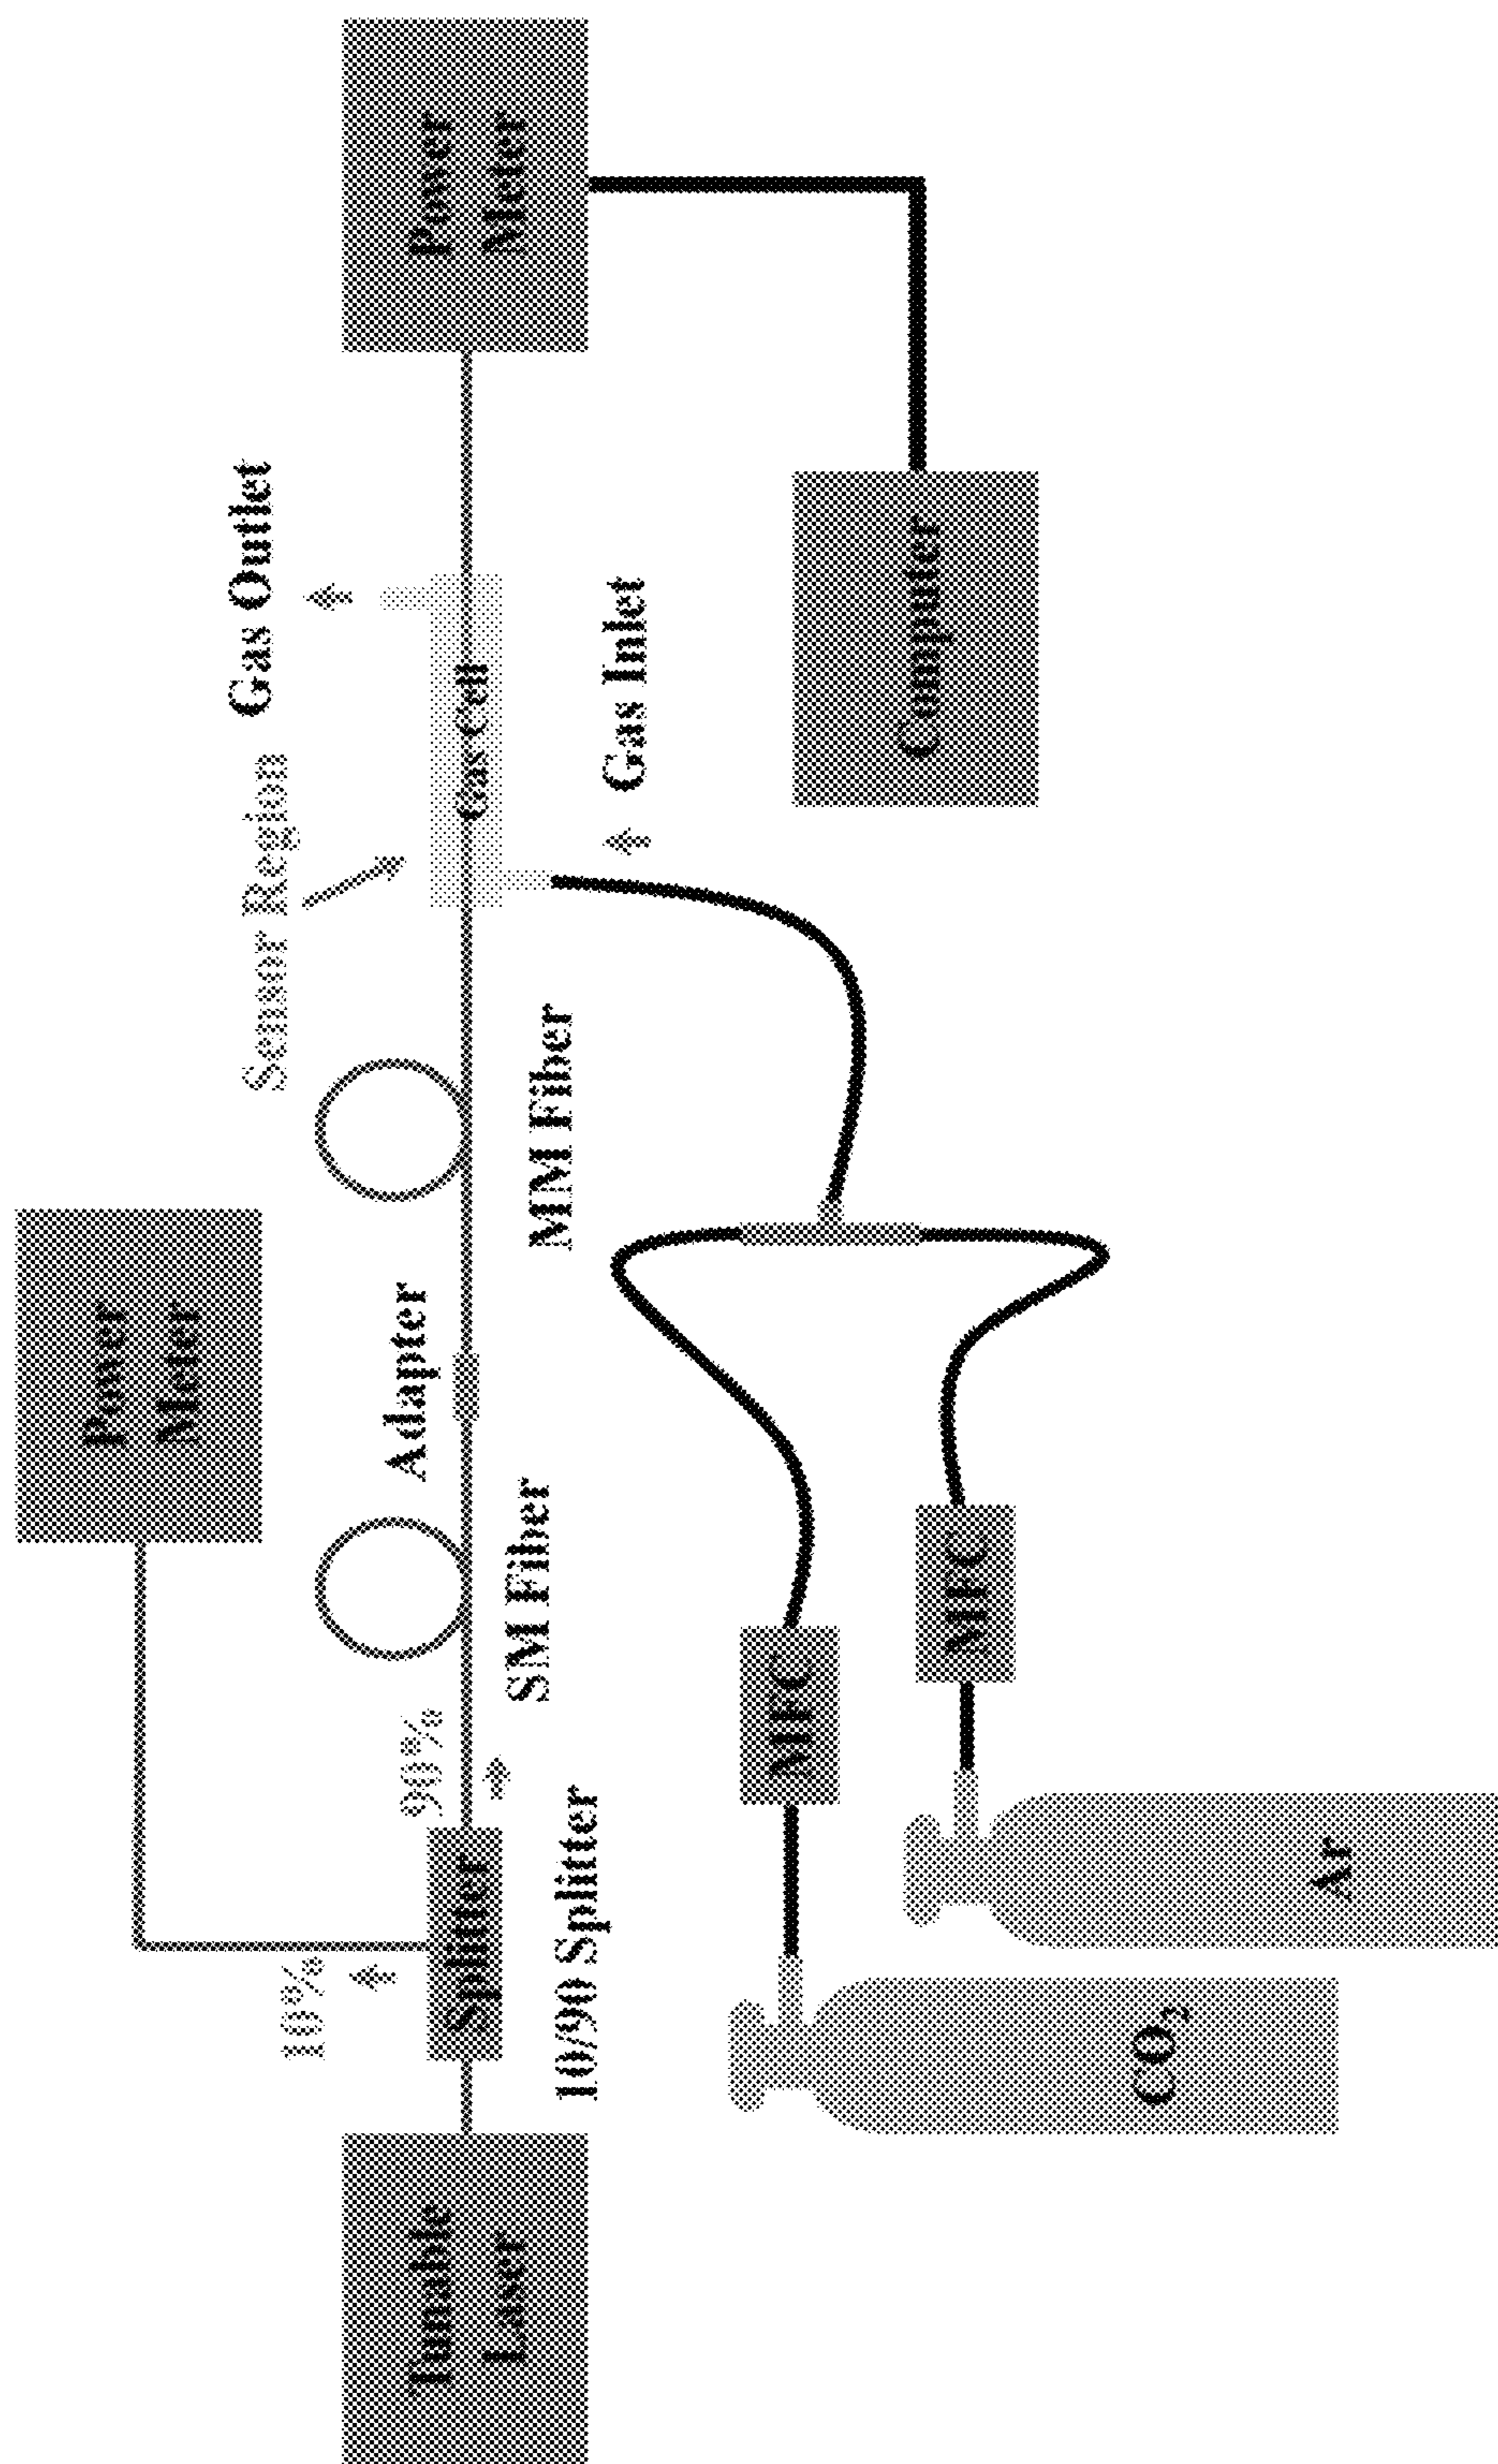 Power
Meter
10%
90%
Adapter
Sensor Region
Gas Outlet
Tunable
Laser
Splitter
10/90 Splitter
SM Fiber
MM Fiber
Gas Cell
Gas Inlet
Power
Meter
MFC
MFC
Computer
CO₂
Ar